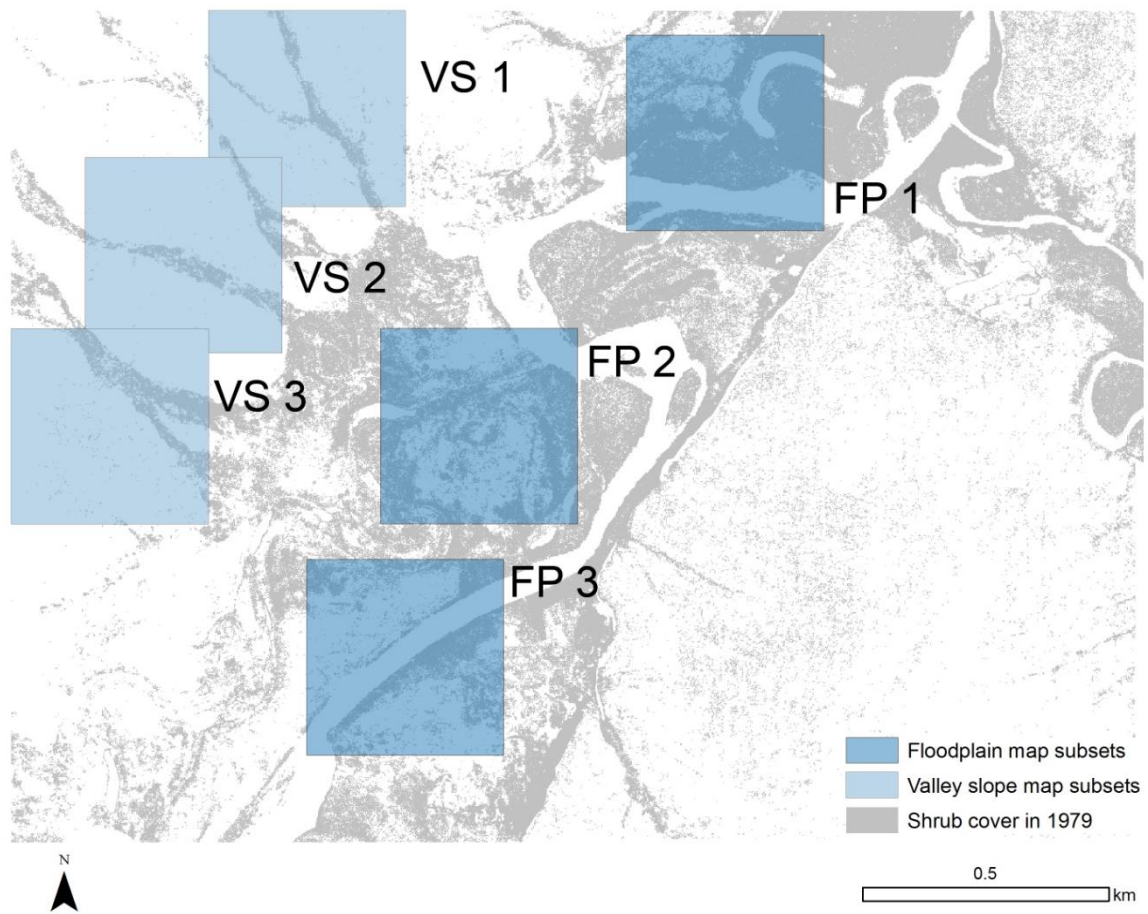 VS 1
FP 1
VS 2
FP 2
VS 3
FP 3
Floodplain map subsets
Valley slope map subsets
Shrub cover in 1979
N
0.5
km